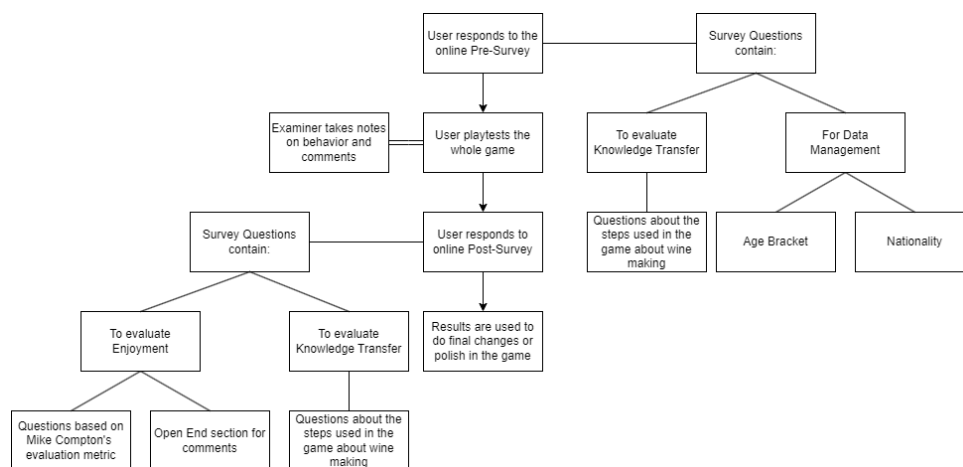 User responds to the
online Pre-Survey
Survey Questions
contain:
Examiner takes notes
on behavior and
comments
User playtests the
whole game
To evaluate
Knowledge Transfer
For Data
Management
Survey Questions
contain:
User responds to
online Post-Survey
Questions about the
steps used in the
game about wine
making
Age Bracket
Nationality
To evaluate
Enjoyment
To evaluate
Knowledge Transfer
Results are used to
do final changes or
polish in the game
Questions based on
Mike Compton's
evaluation metric
Open End section for
comments
Questions about the
steps used in the
game about wine
making